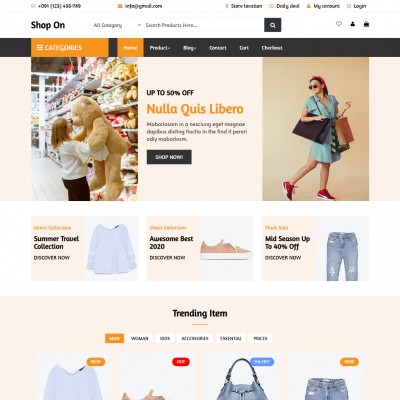 +091 (123) 456 789
info@gmail.com
Store location
Daily deal
My account
Login
Shop On
All Category
Search Products Here...
CATEGORIES
Home
Product
Blog
Contact
Cart
Checkout
UP TO 50% OFF
Nulla Quis Libero
Maboriosam in a nesciung eget magnae
dapibus disting tloctio in the find it pereri
odiy maboriosm.
SHOP NOW!
Mom's Collections
Summer Travel
Collection
DISCOVER NOW
Shoes Collections
Awesome Best
2020
DISCOVER NOW
Flash Sale
Mid Season Up
To 40% Off
DISCOVER NOW
Trending Item
MAN
WOMAN
KIDS
ACCESSORIES
ESSENTIAL
PRICES
NEW
HOT
5% OFF
NEW